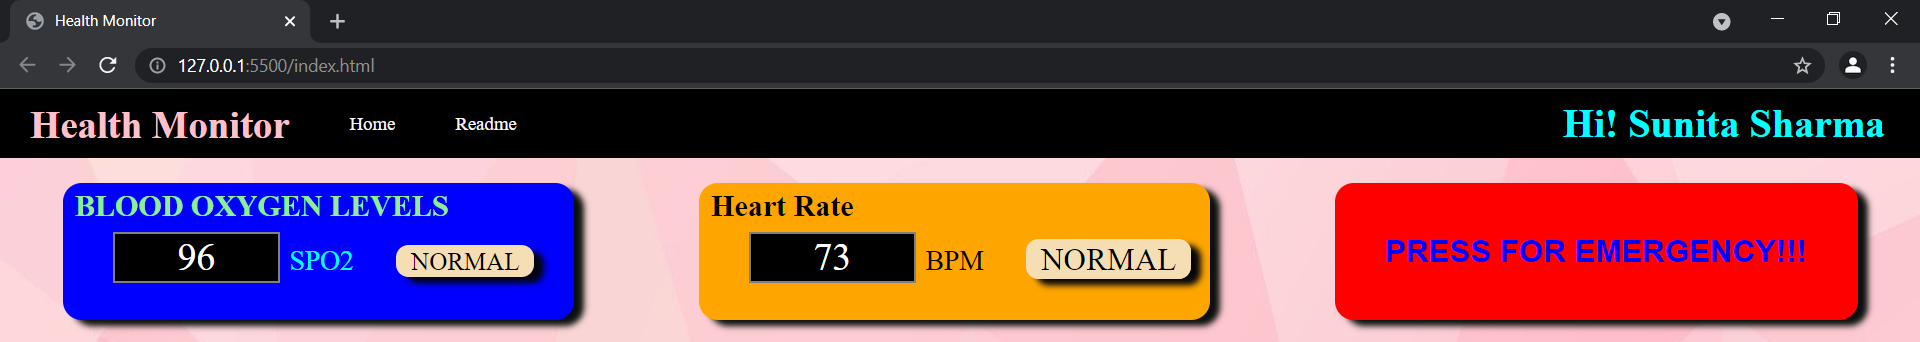 Health Monitor
127.0.0.1:5500/index.html
Health Monitor Home Readme Hi! Sunita Sharma
BLOOD OXYGEN LEVELS
96 SPO2 NORMAL
Heart Rate
73 BPM NORMAL
PRESS FOR EMERGENCY!!!